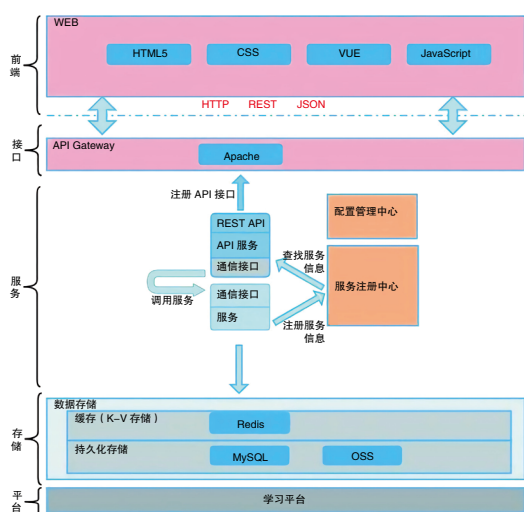 WEB
HTML5
CSS
VUE
JavaScript
前端
HTTP REST JSON
API Gateway
Apache
接口
注册 API 接口
REST API
API 服务
通信接口
通信接口
服务
调用服务
查找服务
信息
注册服务
信息
配置管理中心
服务注册中心
服务
数据存储
缓存（K-V 存储）
Redis
持久化存储
MySQL
OSS
存储
学习平台
平台